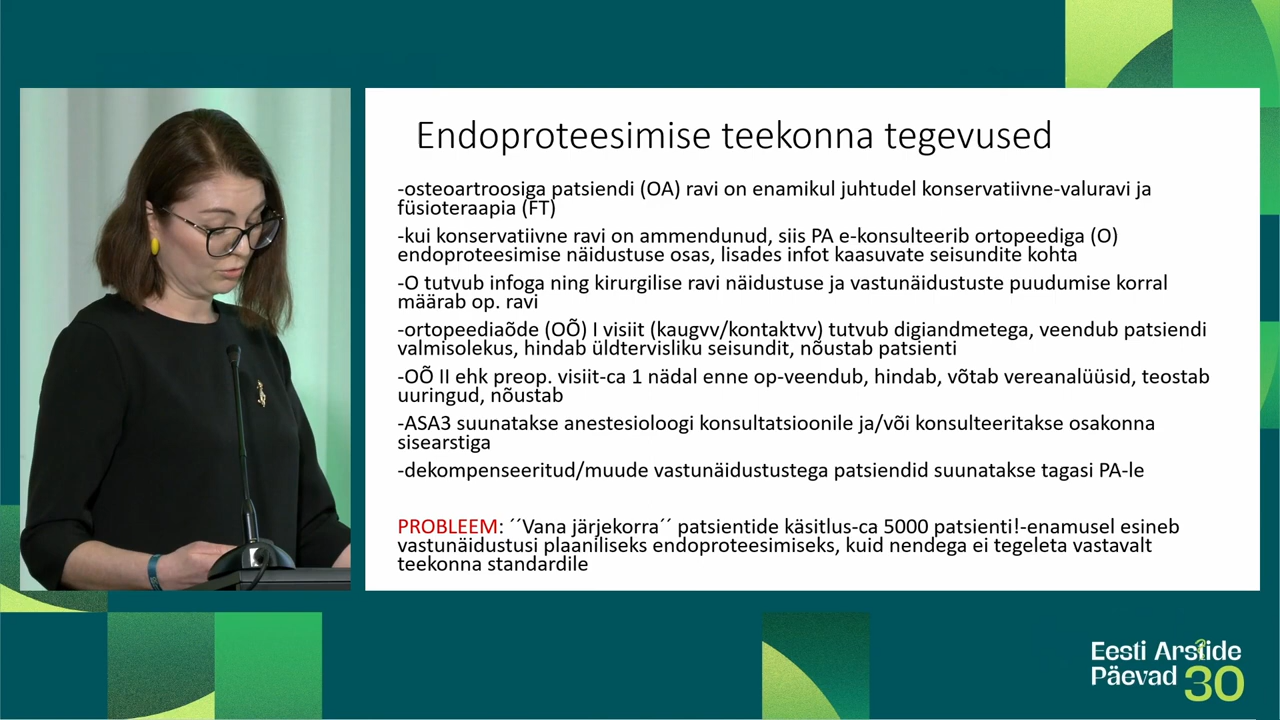 Endoproteesimise teekonna tegevused
-osteoartroosiga patsiendi (OA) ravi on enamikul juhtudel konservatiivne-valuravi ja
füsioteraapia (FT)
-kui konservatiivne ravi on ammendunud, siis PA e-konsulteerib ortopeediga (O)
endoproteesimise näidustuse osas, lisades infot kaasuvate seisundite kohta
-O tutvub infoga ning kirurgilise ravi näidustuse ja vastunäidustuste puudumise korral
määrab op. ravi
-ortopeediaõde (OÕ) I visiit (kaugvv/kontaktvv) tutvub digiandmetega, veendub patsiendi
valmisolekus, hindab üldtervisliku seisundit, nõustab patsienti
-OÕ II ehk preop. visiit-ca 1 nädal enne op-veendub, hindab, võtab vereanalüüsid, teostab
uuringud, nõustab
-ASA3 suunatakse anestesioloogi konsultatsioonile ja/või konsulteeritakse osakonna
sisearstiga
-dekompenseeritud/muude vastunäidustustega patsiendid suunatakse tagasi PA-le
PROBLEEM: ´´Vana järjekorra´´ patsientide käsitlus-ca 5000 patsienti!-enamusel esineb
vastunäidustusi plaaniliseks endoproteesimiseks, kuid nendega ei tegeleta vastavalt
teekonna standardile
Eesti Arstide
Päevad 30